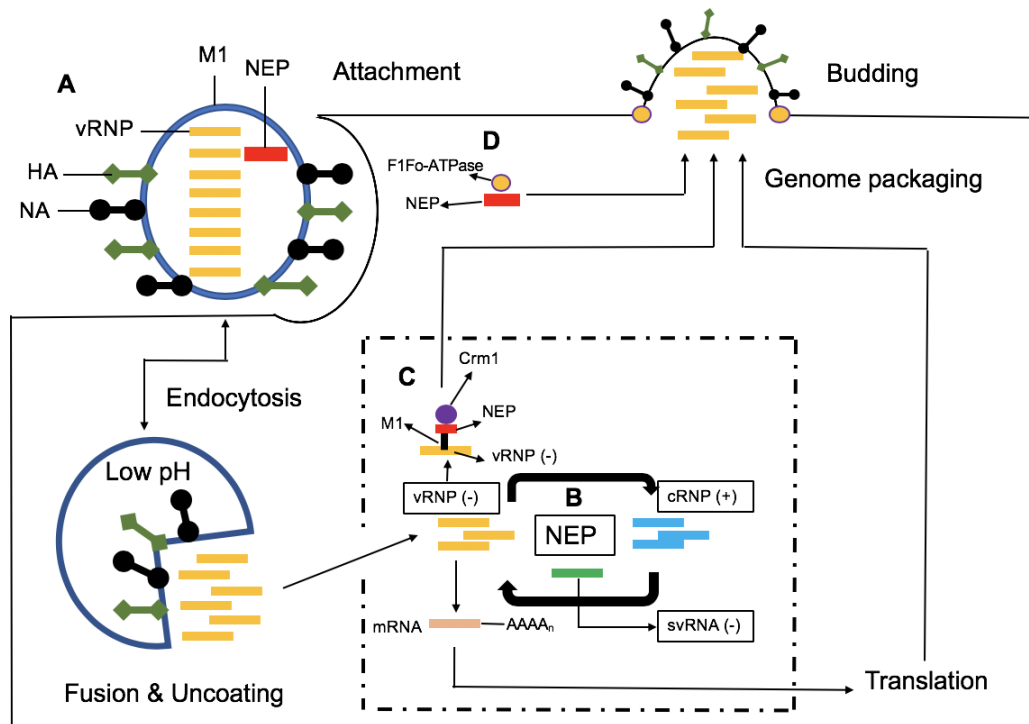 A
M1
NEP
Attachment
vRNP
HA
NA
Budding
D
F1Fo-ATPase
NEP
Genome packaging
Endocytosis
Low pH
Fusion & Uncoating
C
Crm1
M1
NEP
vRNP (-)
vRNP (-)
B
cRNP (+)
NEP
mRNA
AAAAn
svRNA (-)
Translation